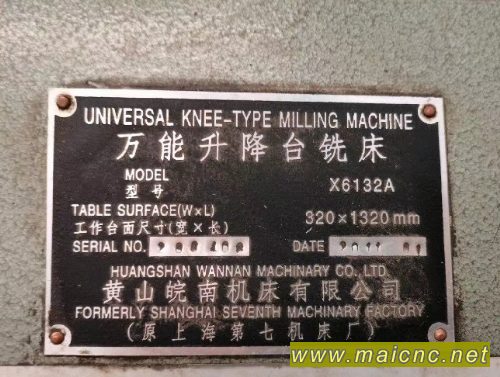 UNIVERSAL KNEE-TYPE MILLING MACHINE
万能升降台铣床
MODEL
型号 X6132A
TABLE SURFACE(W×L)
工作台面尺寸(宽×长) 320×1320mm
SERIAL NO. DATE
HUANGSHAN WANNAN MACHINARY CO., LTD.
黄山皖南机床有限公司
FORMERLY SHANGHAI SEVENTH MACHINARY FACTORY
(原上海第七机床厂)
www.maicnc.net